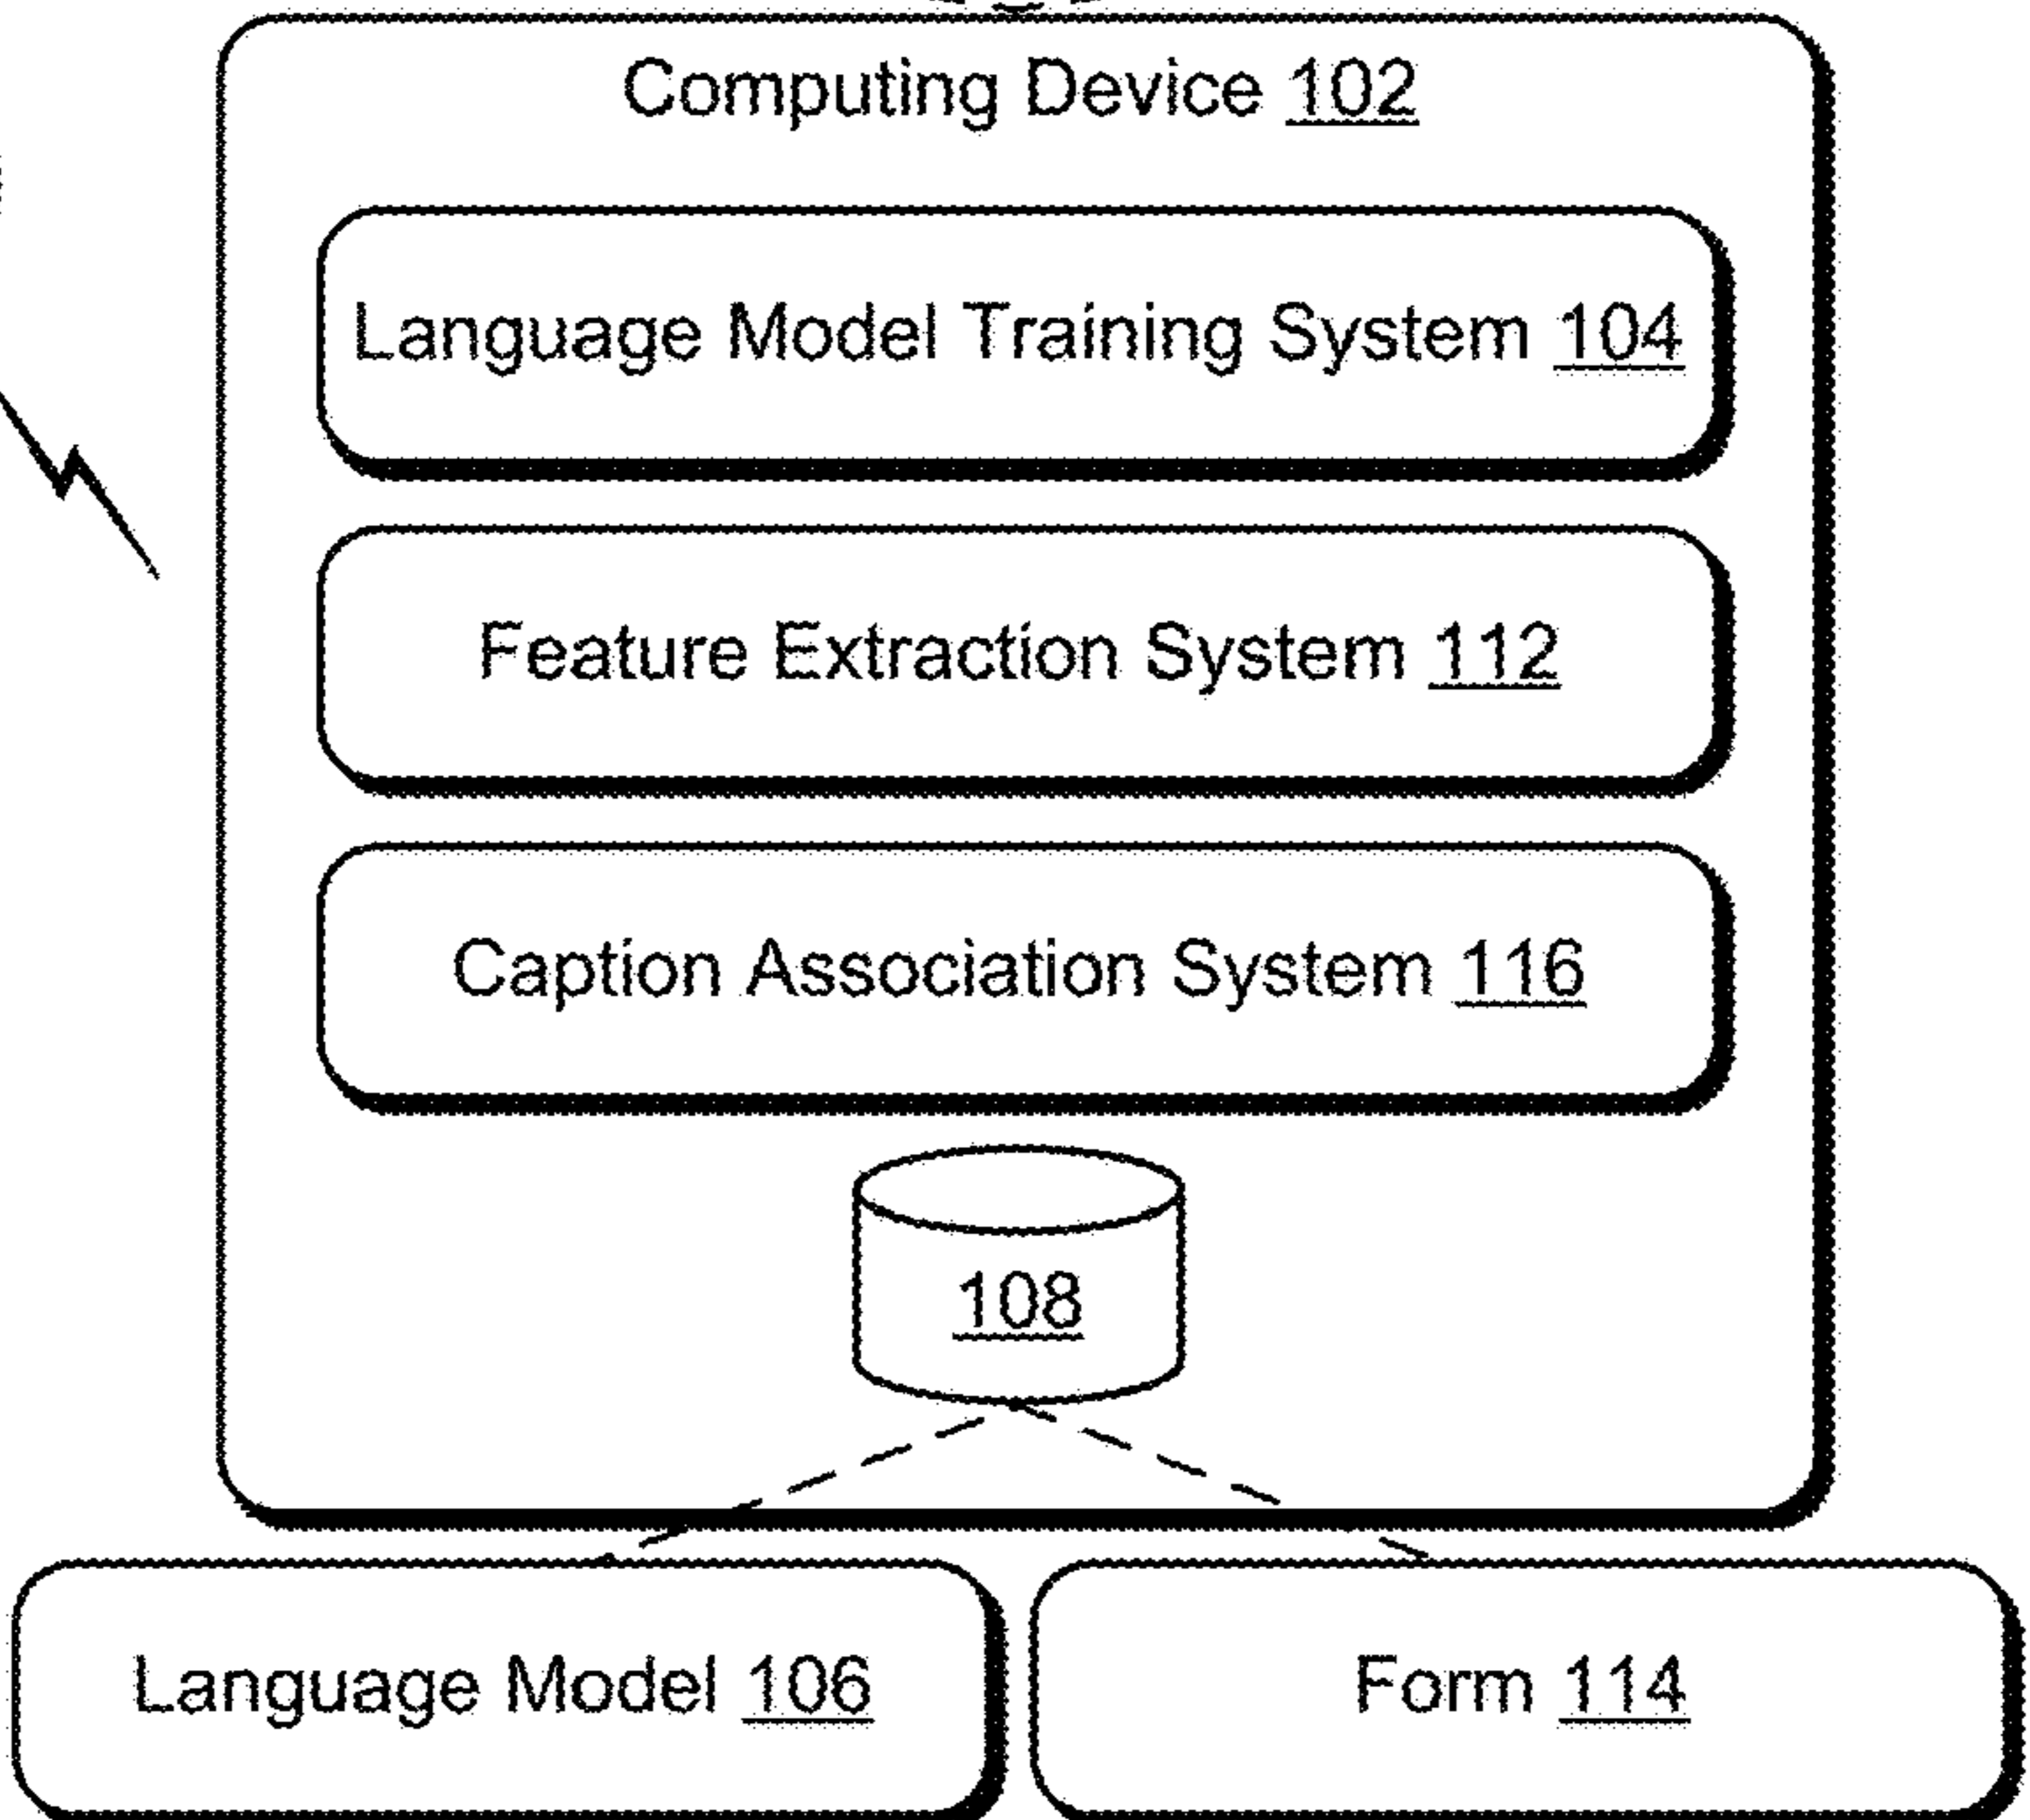 Computing Device 102
Language Model Training System 104
Feature Extraction System 112
Caption Association System 116
108
Language Model 106
Form 114